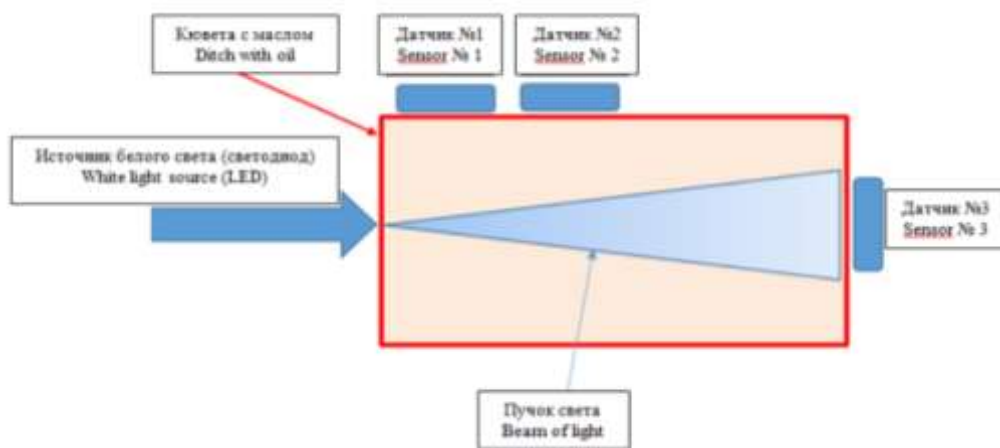 Кювета с маслом
Ditch with oil
Датчик №1
Sensor № 1
Датчик №2
Sensor № 2
Источник белого света (светодиод)
White light source (LED)
Датчик №3
Sensor № 3
Пучок света
Beam of light